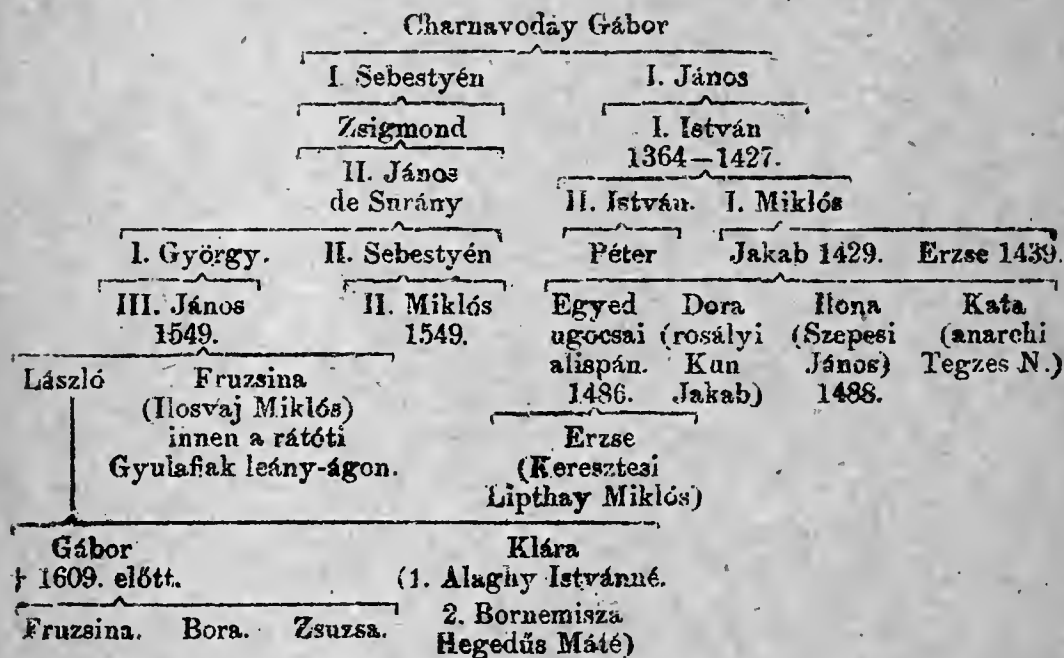 Charnavoday Gábor
I. Sebestyén I. János
Zsigmond I. István
1364—1427.
II. János
de Surány II. István. I. Miklós
I. György. II. Sebestyén Péter Jakab 1429. Erzse 1439.
III. János II. Miklós Egyed Dora Ilona Kata
1549. 1549. ugocsai (rosályi (Szepesi (anarchi
alispán. Kun János) Tegzes N.)
1486. Jakab) 1488.
László Fruzsina
(Ilosvaj Miklós)
innen a rátóti
Gyulafiak leány-ágon.
Erzse
(Keresztesi
Lipthay Miklós)
Gábor Klára
† 1609. előtt. (1. Alaghy Istvánné.
2. Bornemisza
Hegedűs Máté)
Fruzsina. Bora. Zsuzsa.